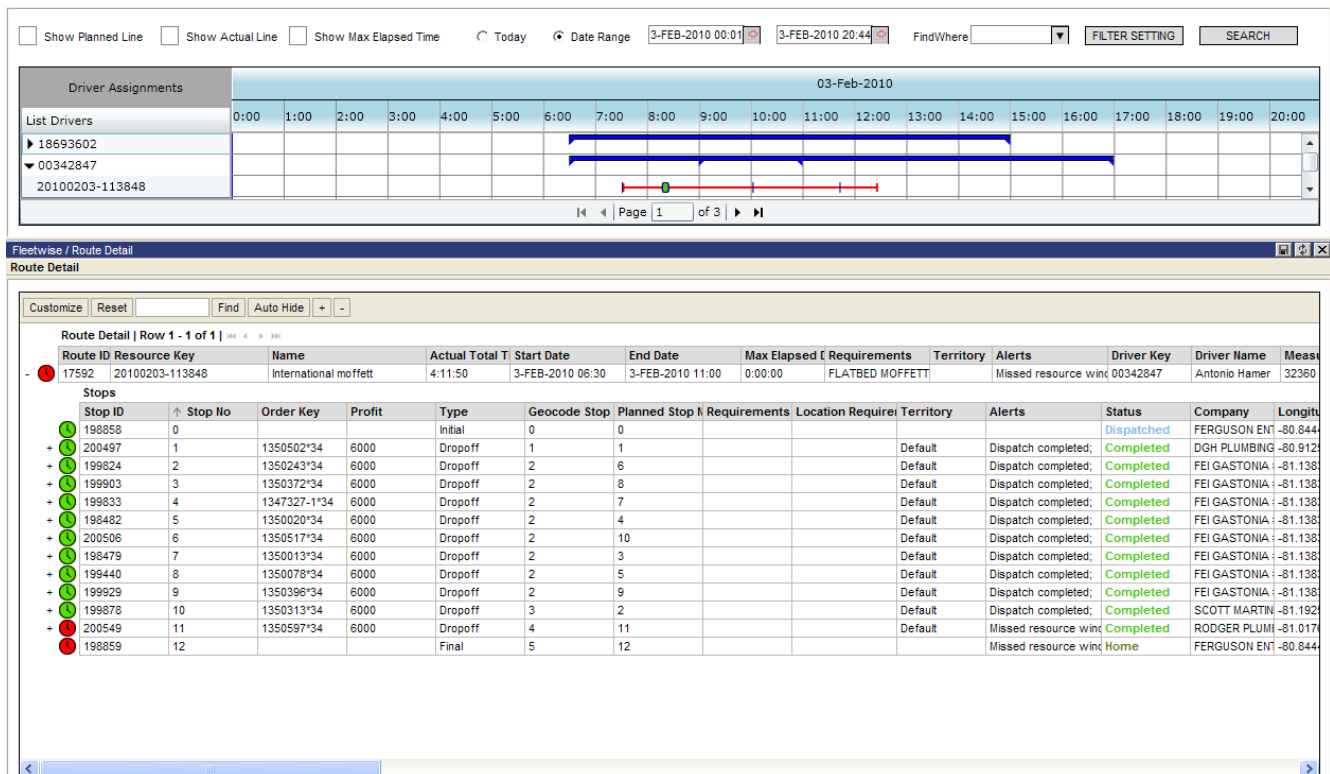 Show Planned Line Show Actual Line Show Max Elapsed Time Today Date Range 3-FEB-2010 00:01 3-FEB-2010 20:44 FindWhere FILTER SETTING SEARCH
Driver Assignments 03-Feb-2010
List Drivers 0:00 1:00 2:00 3:00 4:00 5:00 6:00 7:00 8:00 9:00 10:00 11:00 12:00 13:00 14:00 15:00 16:00 17:00 18:00 19:00 20:00
18693602
00342847
20100203-113848
Page 1 of 3
Fleetwise / Route Detail
Route Detail
Customize Reset Find Auto Hide + -
Route Detail | Row 1 - 1 of 1 |
Route ID Resource Key Name Actual Total T Start Date End Date Max Elapsed D Requirements Territory Alerts Driver Key Driver Name Measu
- 17592 20100203-113848 International moffett 4:11:50 3-FEB-2010 06:30 3-FEB-2010 11:00 0:00:00 FLATBED MOFFETT Missed resource wind 00342847 Antonio Hamer 32360
Stops
Stop ID Stop No Order Key Profit Type Geocode Stop Planned Stop N Requirements Location Requirer Territory Alerts Status Company Longitu
198858 0 Initial 0 0 Dispatched FERGUSON ENT -80.844
+ 200497 1 1350502*34 6000 Dropoff 1 1 Default Dispatch completed; Completed DGH PLUMBING -80.912
+ 199824 2 1350243*34 6000 Dropoff 2 6 Default Dispatch completed; Completed FEI GASTONIA -81.138
+ 199903 3 1350372*34 6000 Dropoff 2 8 Default Dispatch completed; Completed FEI GASTONIA -81.138
+ 199833 4 1347327-1*34 6000 Dropoff 2 7 Default Dispatch completed; Completed FEI GASTONIA -81.138
+ 198482 5 1350020*34 6000 Dropoff 2 4 Default Dispatch completed; Completed FEI GASTONIA -81.138
+ 200506 6 1350517*34 6000 Dropoff 2 10 Default Dispatch completed; Completed FEI GASTONIA -81.138
+ 198479 7 1350013*34 6000 Dropoff 2 3 Default Dispatch completed; Completed FEI GASTONIA -81.138
+ 199440 8 1350078*34 6000 Dropoff 2 5 Default Dispatch completed; Completed FEI GASTONIA -81.138
+ 199929 9 1350396*34 6000 Dropoff 2 9 Default Dispatch completed; Completed FEI GASTONIA -81.138
+ 199878 10 1350313*34 6000 Dropoff 3 2 Default Dispatch completed; Completed SCOTT MARTIN -81.192
+ 200549 11 1350597*34 6000 Dropoff 4 11 Default Missed resource wind Completed RODGER PLUMI -81.017
198859 12 Final 5 12 Missed resource wind Home FERGUSON ENT -80.844